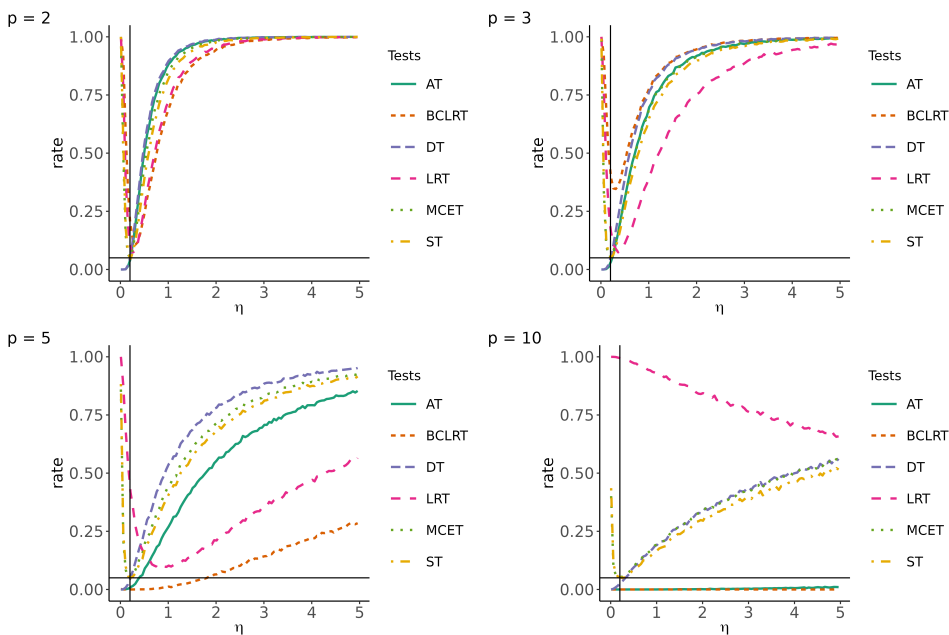 p = 2
1.00
0.75
0.50
0.25
0.00
rate
0 1 2 3 4 5
η
Tests
AT
BCLRT
DT
LRT
MCET
ST
p = 3
1.00
0.75
0.50
0.25
0.00
rate
0 1 2 3 4 5
η
Tests
AT
BCLRT
DT
LRT
MCET
ST
p = 5
1.00
0.75
0.50
0.25
0.00
rate
0 1 2 3 4 5
η
Tests
AT
BCLRT
DT
LRT
MCET
ST
p = 10
1.00
0.75
0.50
0.25
0.00
rate
0 1 2 3 4 5
η
Tests
AT
BCLRT
DT
LRT
MCET
ST